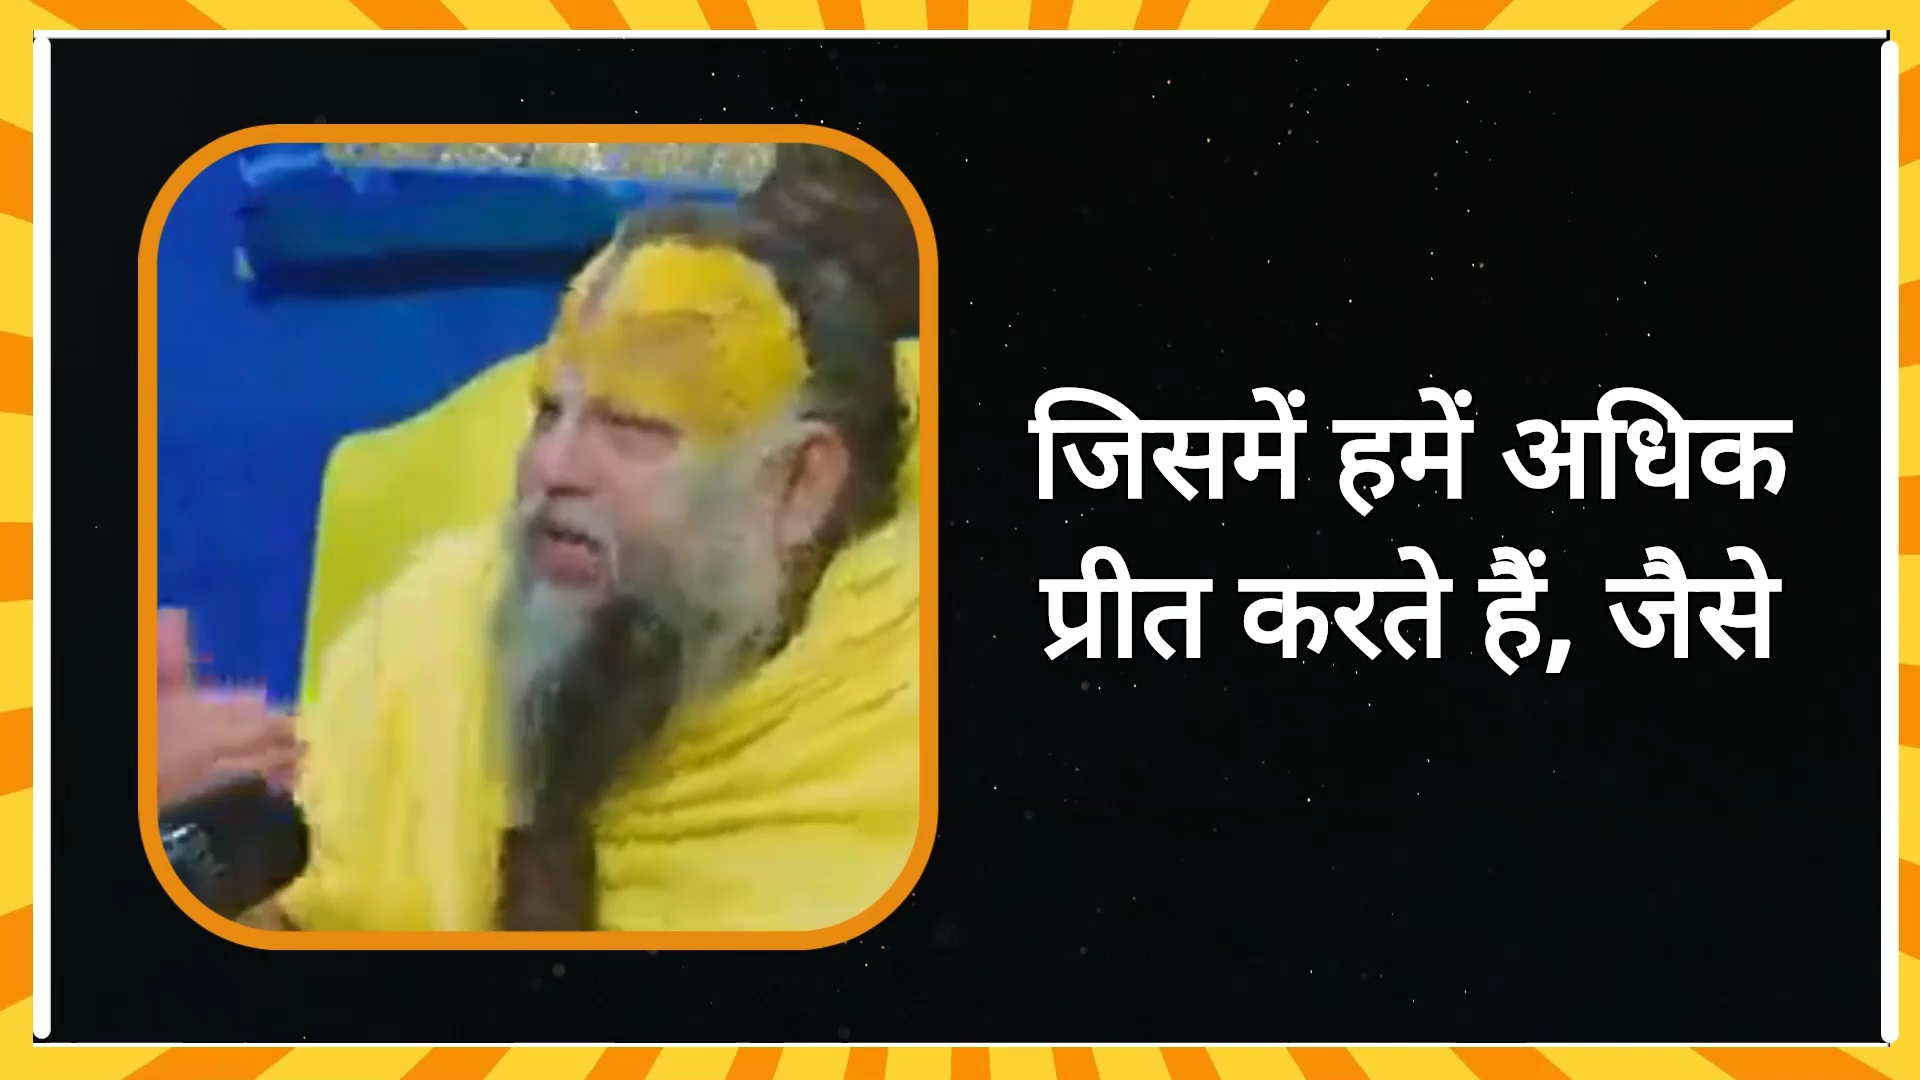 जिसमें हमें अधिक
प्रीत करते हैं, जैसे